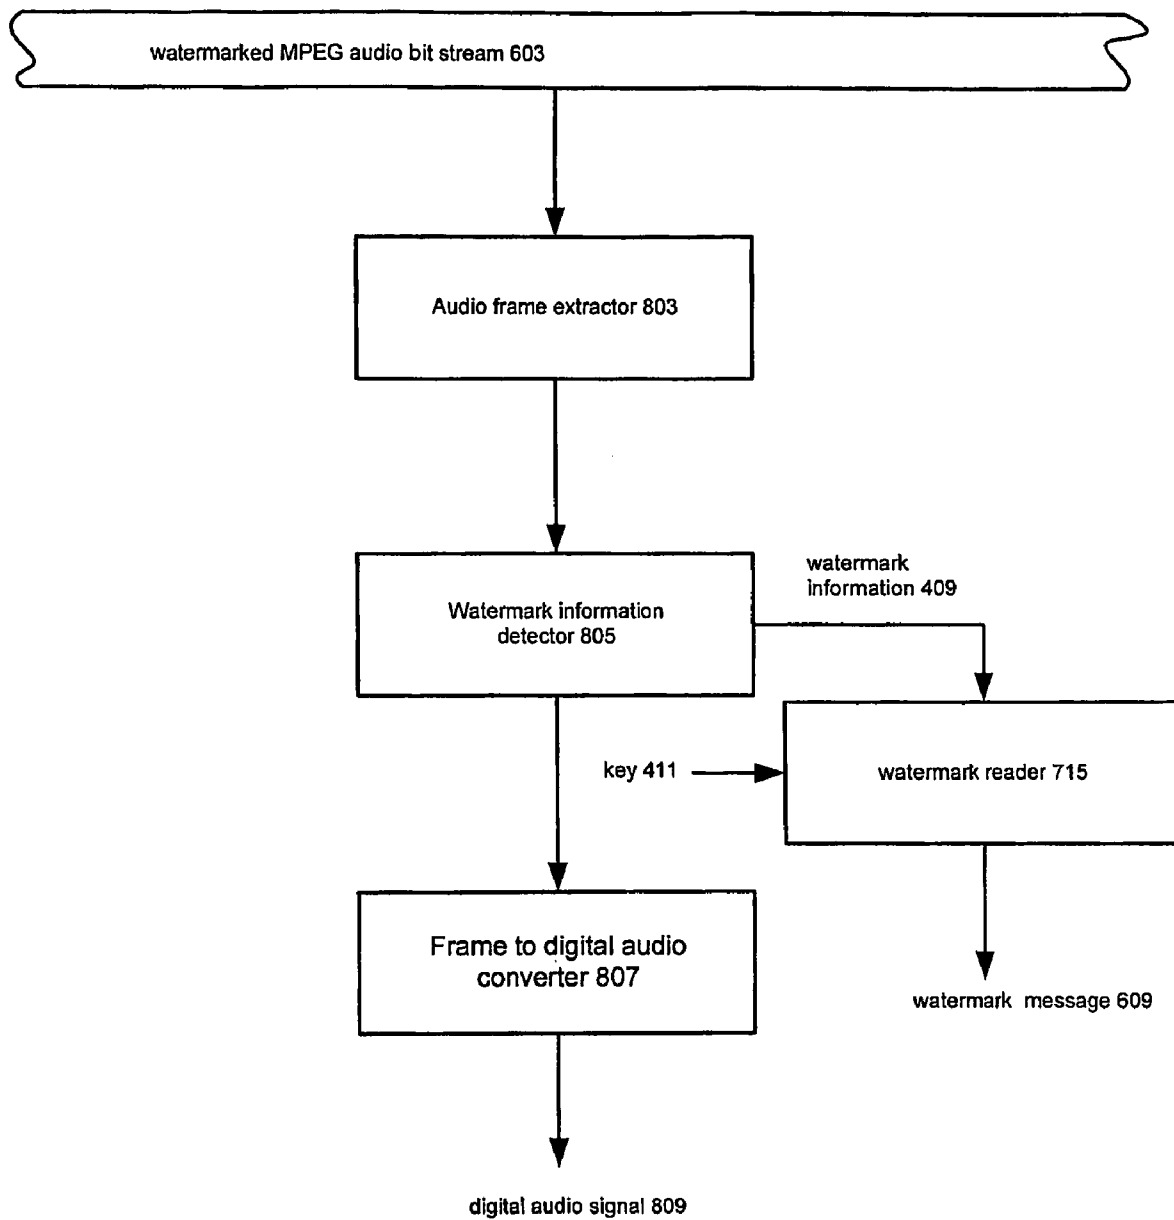 watermarked MPEG audio bit stream 603
Audio frame extractor 803
watermark
information 409
Watermark information
detector 805
key 411
watermark reader 715
Frame to digital audio
converter 807
watermark message 609
digital audio signal 809